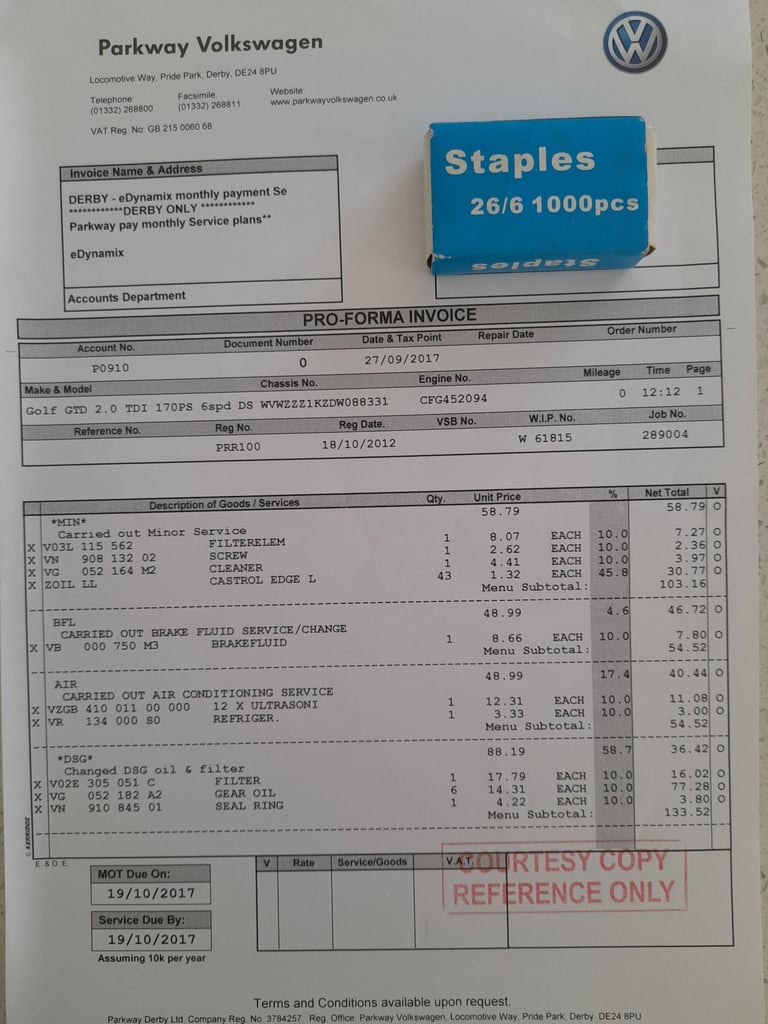 Parkway Volkswagen
Locomotive Way, Pride Park, Derby, DE24 8PU
Telephone: Facsimile: Website:
(01332) 268800 (01332) 268811 www.parkwayvolkswagen.co.uk
VAT Reg. No. GB 215 0060 68
Staples
26/6 1000pcs
Staples
Invoice Name & Address
DERBY - eDynamix monthly payment Se
************DERBY ONLY ************
Parkway pay monthly Service plans**
eDynamix
Accounts Department
PRO-FORMA INVOICE
Account No. Document Number Date & Tax Point Repair Date Order Number
P0910 0 27/09/2017
Make & Model Chassis No. Engine No. Mileage Time Page
Golf GTD 2.0 TDI 170PS 6spd DS WVWZZZ1KZDW088331 CFG452094 0 12:12 1
Reference No. Reg No. Reg Date. VSB No. W.I.P. No. Job No.
PRR100 18/10/2012 W 61815 289004
Description of Goods / Services Qty. Unit Price % Net Total V
*MIN* 58.79 58.79 O
Carried out Minor Service
X V03L 115 562 FILTERELEM 1 8.07 EACH 10.0 7.27 O
X VN 908 132 02 SCREW 1 2.62 EACH 10.0 2.36 O
X VG 052 164 M2 CLEANER 1 4.41 EACH 10.0 3.97 O
X ZOIL LL CASTROL EDGE L 43 1.32 EACH 45.8 30.77 O
Menu Subtotal: 103.16
BFL 48.99 4.6 46.72 O
CARRIED OUT BRAKE FLUID SERVICE/CHANGE
X VB 000 750 M3 BRAKEFLUID 1 8.66 EACH 10.0 7.80 O
Menu Subtotal: 54.52
AIR 48.99 17.4 40.44 O
CARRIED OUT AIR CONDITIONING SERVICE
X VZGB 410 011 00 000 12 X ULTRASONI 1 12.31 EACH 10.0 11.08 O
X VR 134 000 S0 REFRIGER. 1 3.33 EACH 10.0 3.00 O
Menu Subtotal: 54.52
*DSG* 88.19 58.7 36.42 O
Changed DSG oil & filter
X V02E 305 051 C FILTER 1 17.79 EACH 10.0 16.02 O
X VG 052 182 A2 GEAR OIL 6 14.31 EACH 10.0 77.28 O
X VN 910 845 01 SEAL RING 1 4.22 EACH 10.0 3.80 O
Menu Subtotal: 133.52
© KERRIDGE
E & O E
MOT Due On:
19/10/2017
Service Due By:
19/10/2017
Assuming 10k per year
V Rate Service/Goods V.A.T.
COURTESY COPY
REFERENCE ONLY
Terms and Conditions available upon request.
Parkway Derby Ltd. Company Reg. No. 3784257. Reg. Office: Parkway Volkswagen, Locomotive Way, Pride Park, Derby DE24 8PU